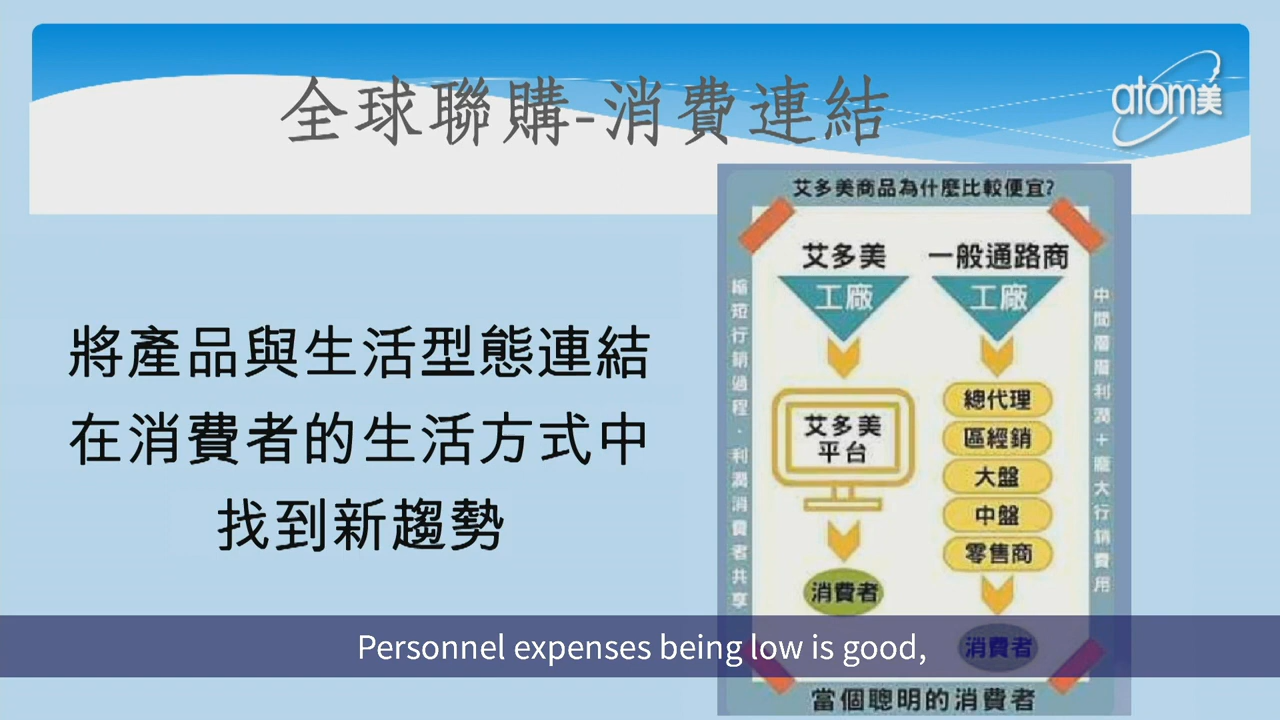 全球聯購-消費連結
atom美
將產品與生活型態連結
在消費者的生活方式中
找到新趨勢
艾多美商品為什麼比較便宜?
艾多美
工廠
艾多美
平台
消費者
一般通路商
工廠
總代理
區經銷
大盤
中盤
零售商
消費者
縮短行銷過程．利潤消費者共享
中間層層利潤+龐大行銷費用
當個聰明的消費者
Personnel expenses being low is good,